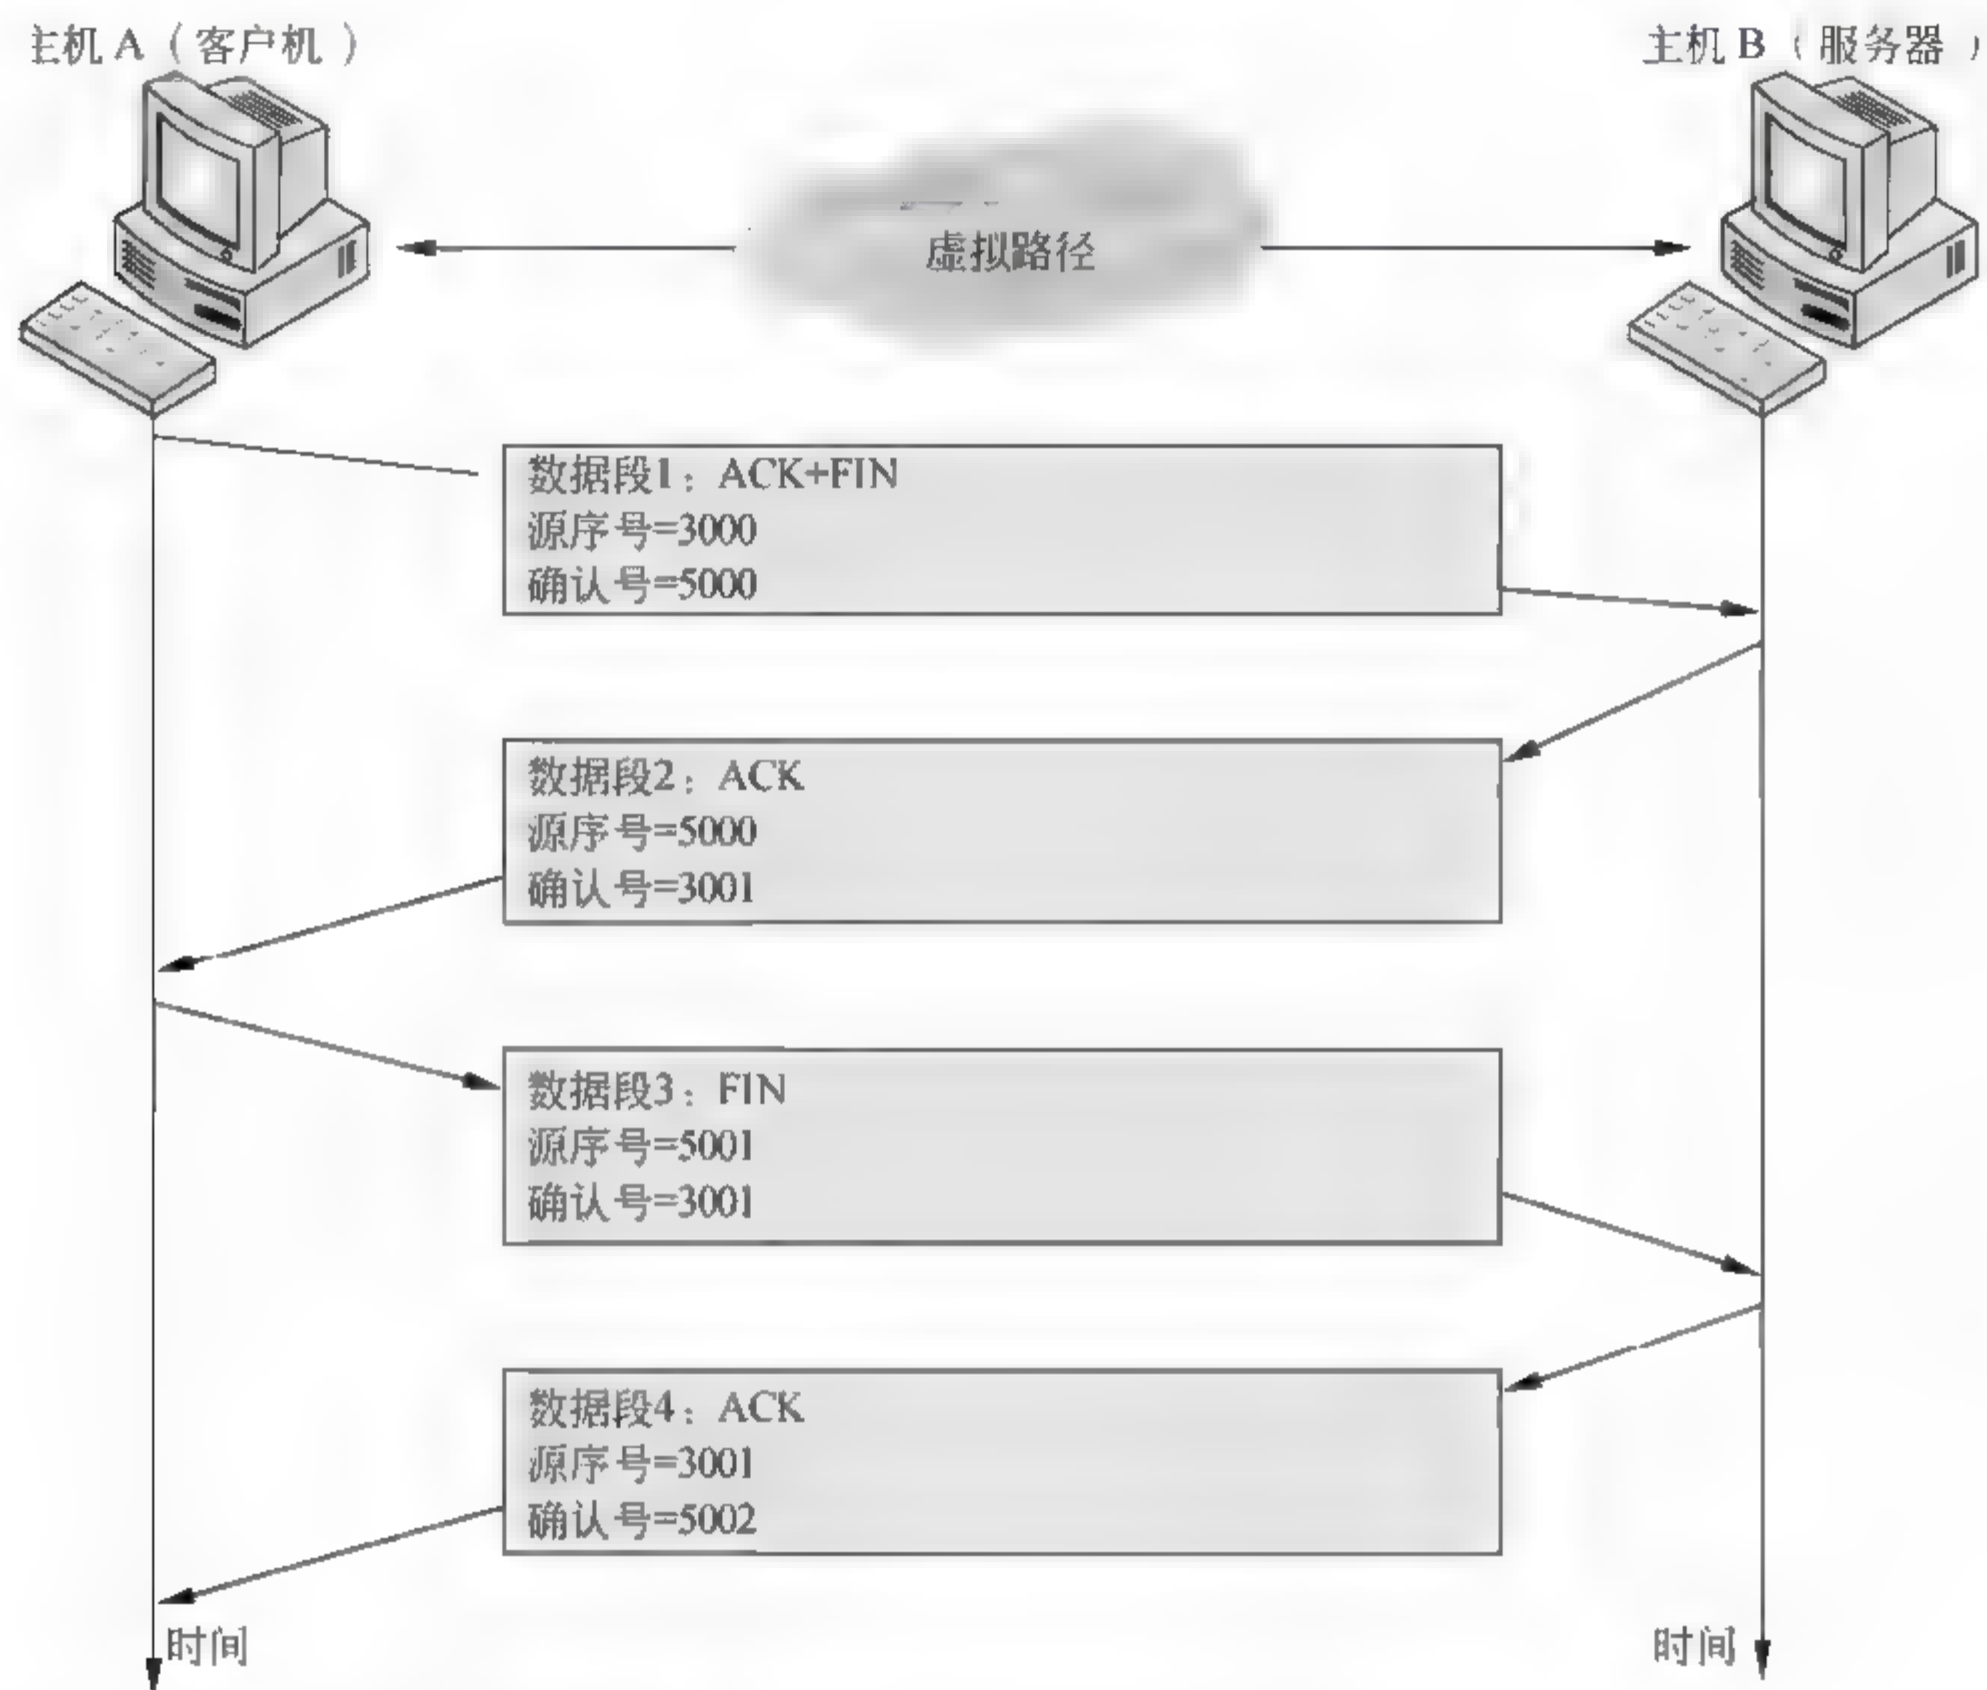 主机 A（客户机）
主机 B（服务器）
虚拟路径
数据段1：ACK+FIN
源序号=3000
确认号=5000
数据段2：ACK
源序号=5000
确认号=3001
数据段3：FIN
源序号=5001
确认号=3001
数据段4：ACK
源序号=3001
确认号=5002
时间
时间